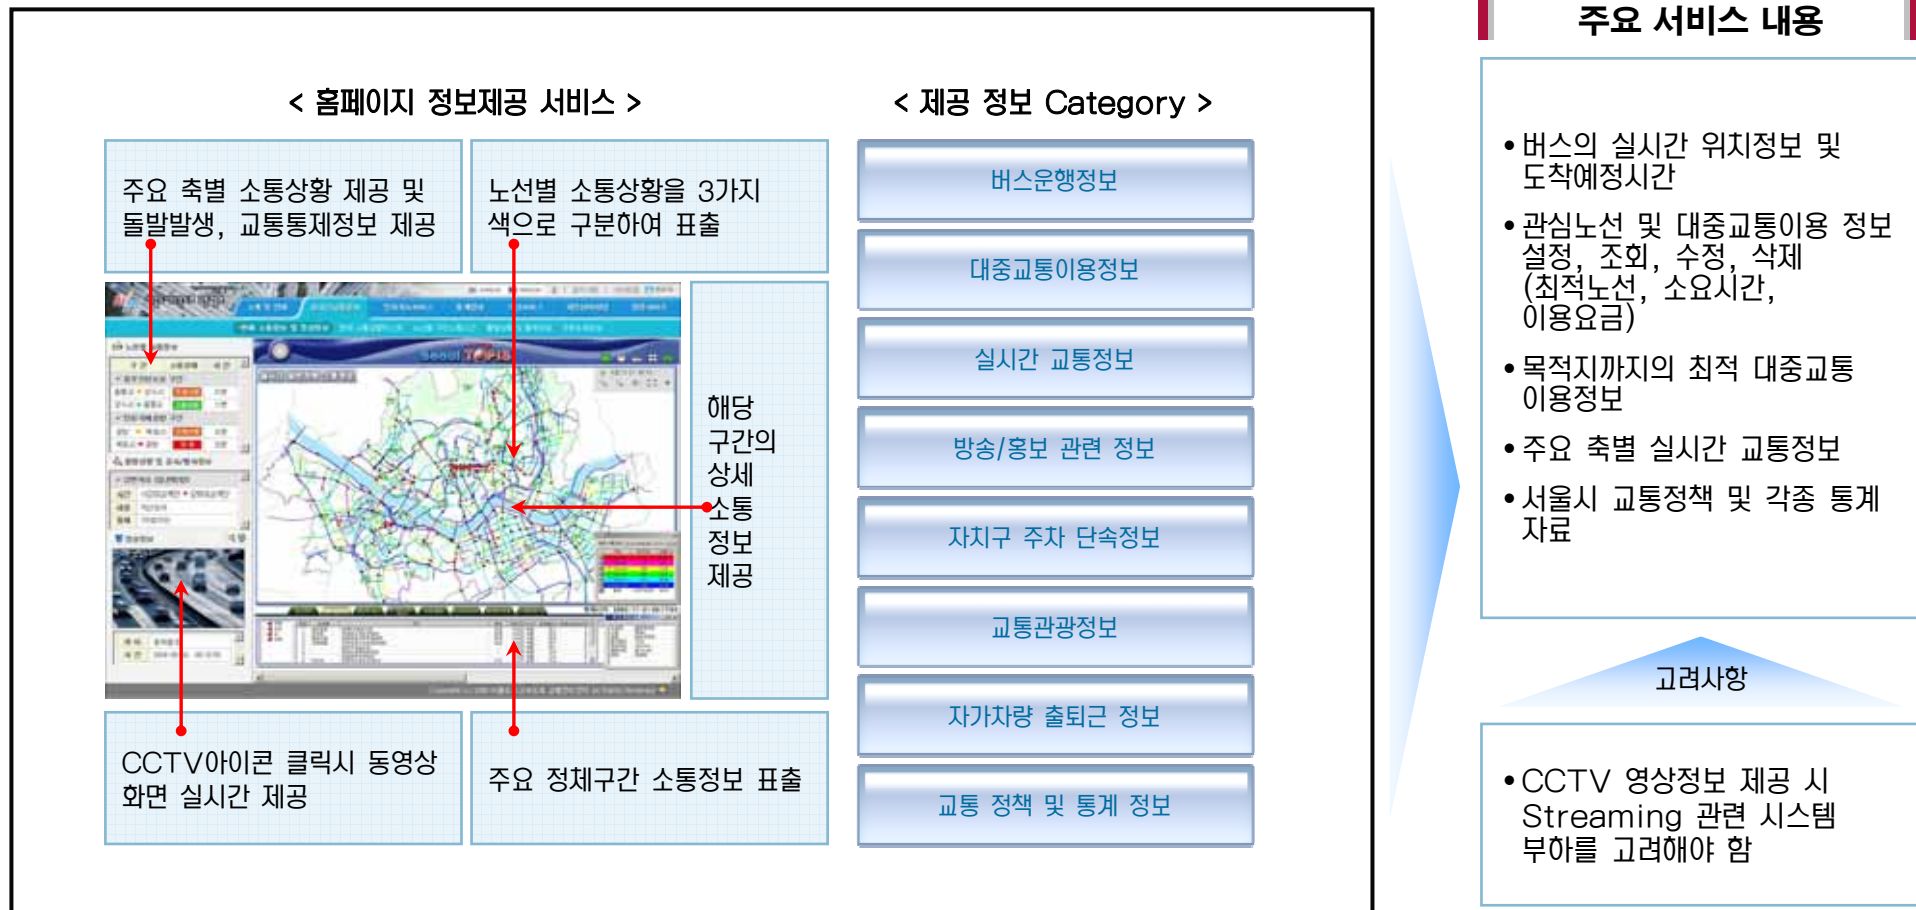 주요 서비스 내용
< 홈페이지 정보제공 서비스 >
< 제공 정보 Category >
주요 축별 소통상황 제공 및
돌발발생, 교통통제정보 제공
노선별 소통상황을 3가지
색으로 구분하여 표출
Seoul TOPIS
해당
구간의
상세
소통
정보
제공
CCTV아이콘 클릭시 동영상
화면 실시간 제공
주요 정체구간 소통정보 표출
버스운행정보
대중교통이용정보
실시간 교통정보
방송/홍보 관련 정보
자치구 주차 단속정보
교통관광정보
자가차량 출퇴근 정보
교통 정책 및 통계 정보
• 버스의 실시간 위치정보 및
도착예정시간
• 관심노선 및 대중교통이용 정보
설정, 조회, 수정, 삭제
(최적노선, 소요시간,
이용요금)
• 목적지까지의 최적 대중교통
이용정보
• 주요 축별 실시간 교통정보
• 서울시 교통정책 및 각종 통계
자료
고려사항
• CCTV 영상정보 제공 시
Streaming 관련 시스템
부하를 고려해야 함